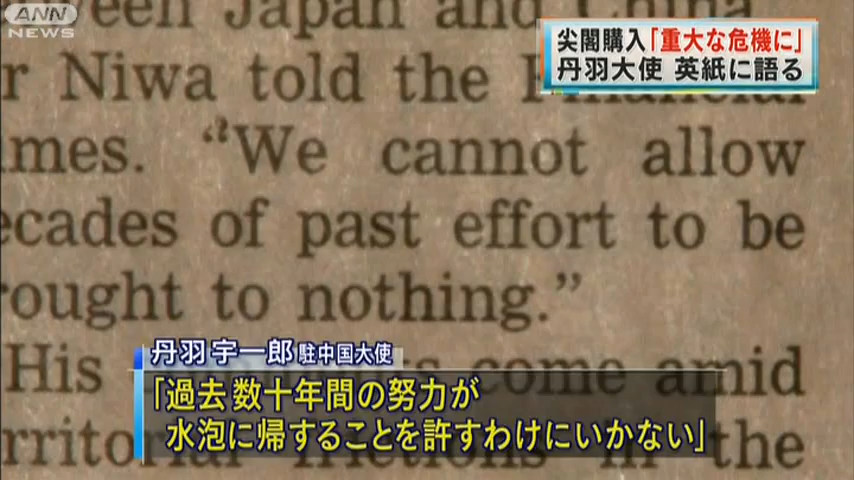 ANN
NEWS
尖閣購入「重大な危機に」
丹羽大使 英紙に語る
een Japan and China
r Niwa told the Financial
mes. "We cannot allow
ecades of past effort to be
rought to nothing."
丹羽宇一郎 駐中国大使
His come amid
「過去数十年間の努力が
水泡に帰することを許すわけにいかない」
rritorial frictions in the